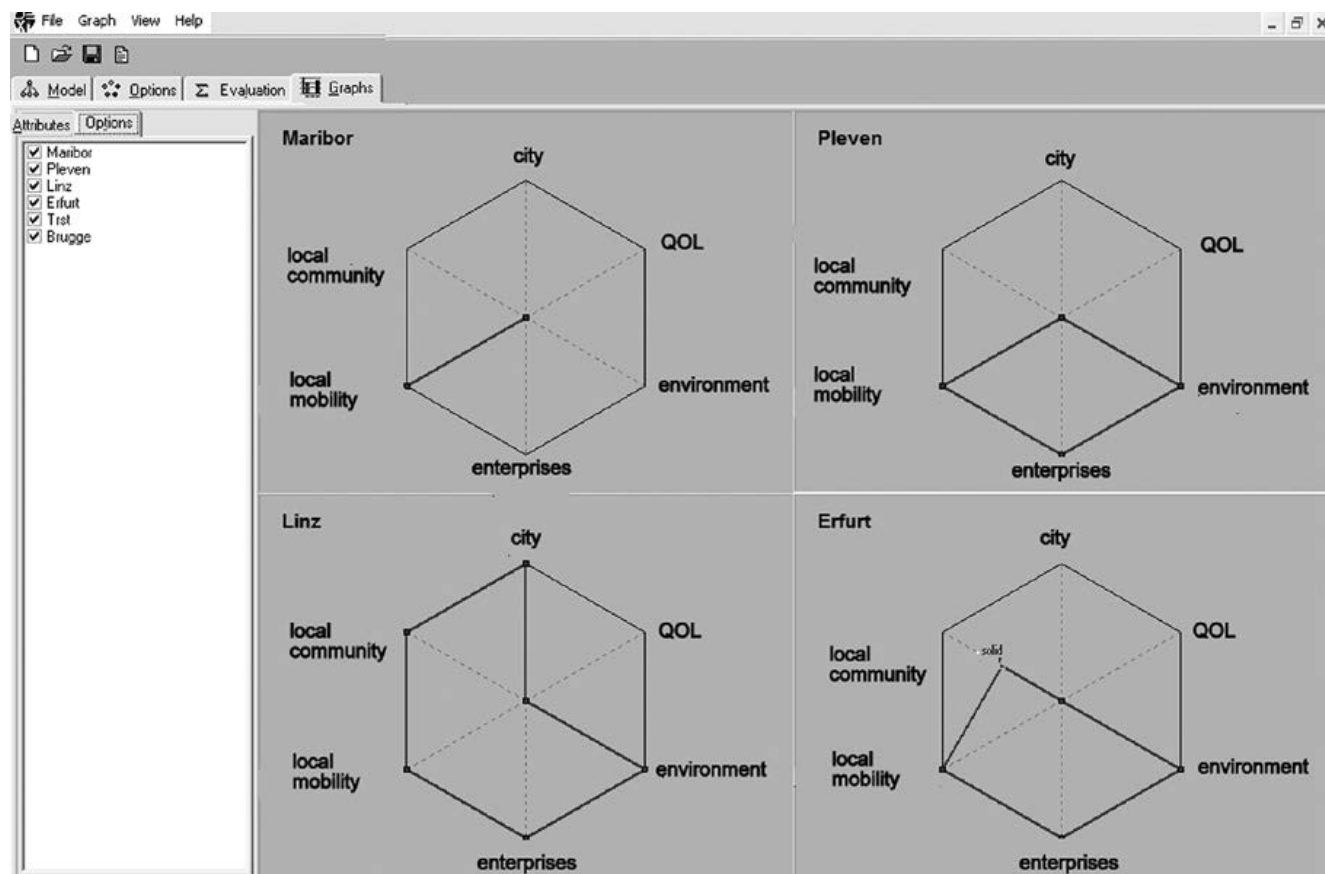 File Graph View Help
Model Options Σ Evaluation Graphs
Attributes Options
Maribor
Pleven
Linz
Erfurt
Trst
Brugge
Maribor
city
QOL
local
community
local
mobility
environment
enterprises
Pleven
city
QOL
local
community
local
mobility
environment
enterprises
Linz
city
QOL
local
community
local
mobility
environment
enterprises
Erfurt
city
QOL
solid
local
community
local
mobility
environment
enterprises